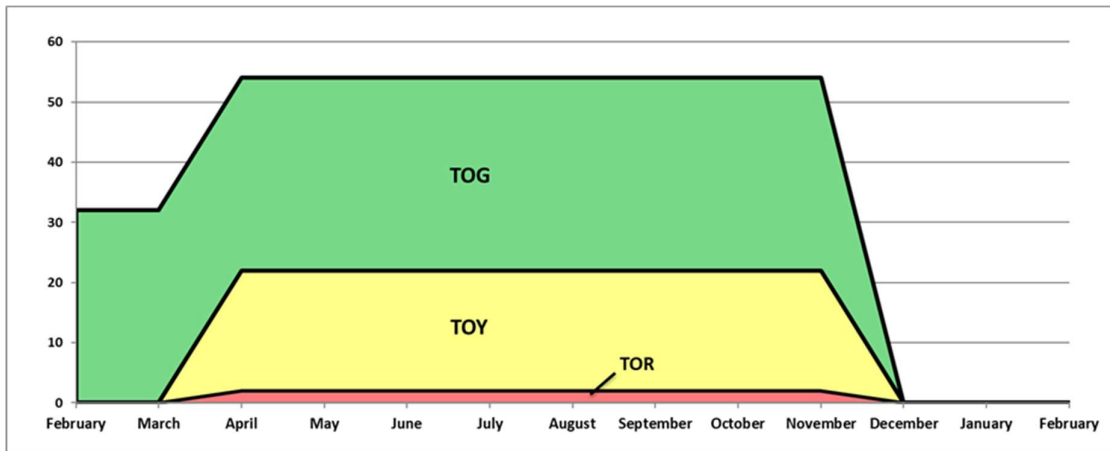 60
50
40
30
20
10
0
TOG
TOY
TOR
February March April May June July August September October November December January February